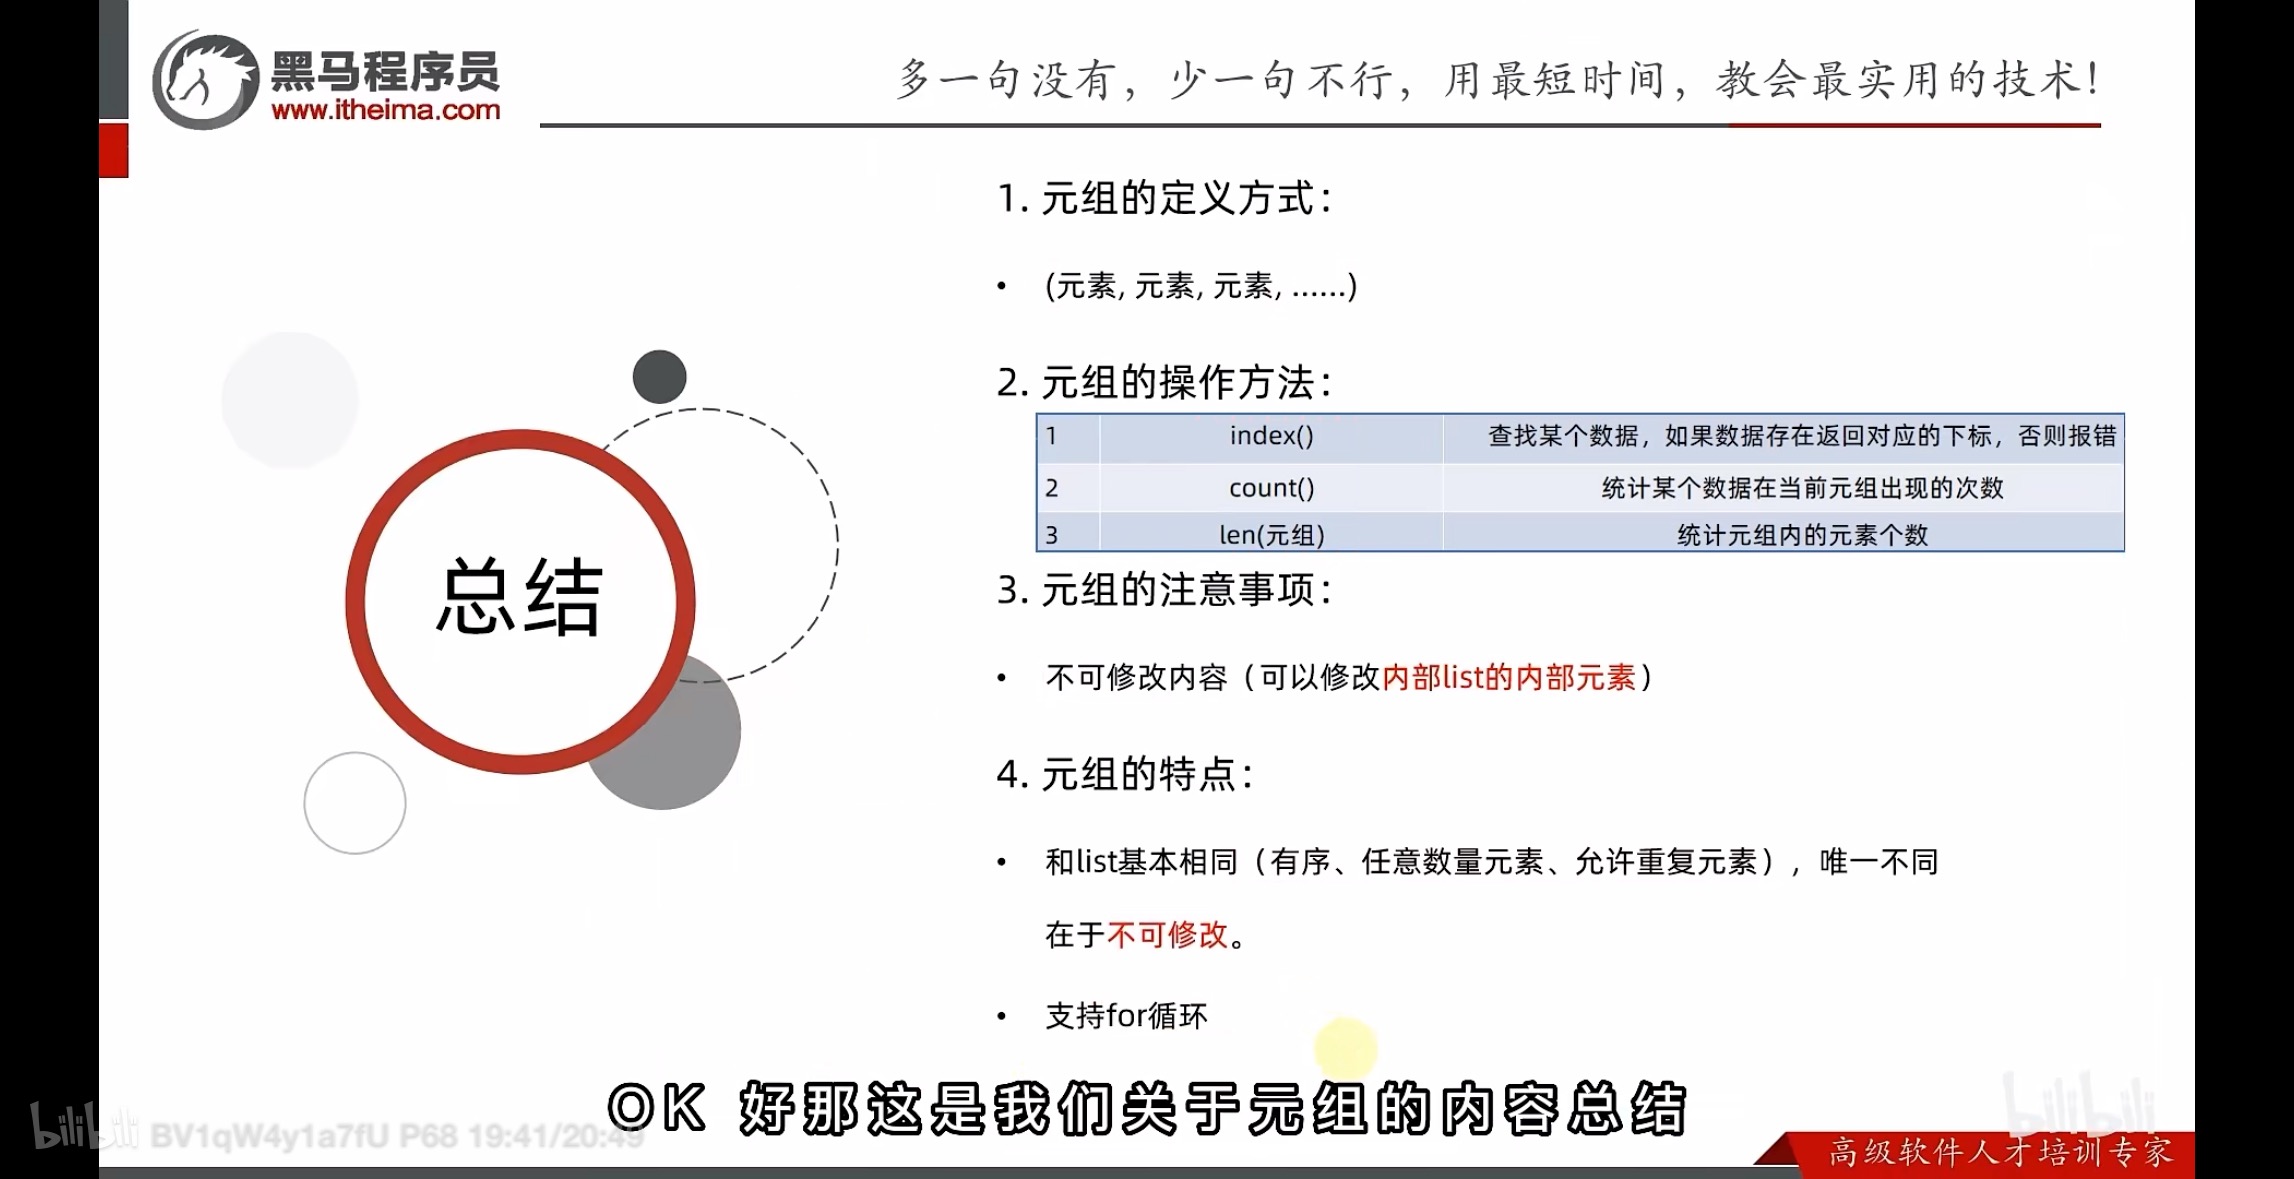 黑马程序员
www.itheima.com
多一句没有，少一句不行，用最短时间，教会最实用的技术！
1. 元组的定义方式：
• (元素, 元素, 元素, ......)
2. 元组的操作方法：
1 index() 查找某个数据，如果数据存在返回对应的下标，否则报错
2 count() 统计某个数据在当前元组出现的次数
3 len(元组) 统计元组内的元素个数
总结
3. 元组的注意事项：
• 不可修改内容（可以修改内部list的内部元素）
4. 元组的特点：
• 和list基本相同（有序、任意数量元素、允许重复元素），唯一不同
在于不可修改。
• 支持for循环
OK 好那这是我们关于元组的内容总结
bilibili BV1qW4y1a7fU P68 19:41/20:49
bilibili
高级软件人才培训专家